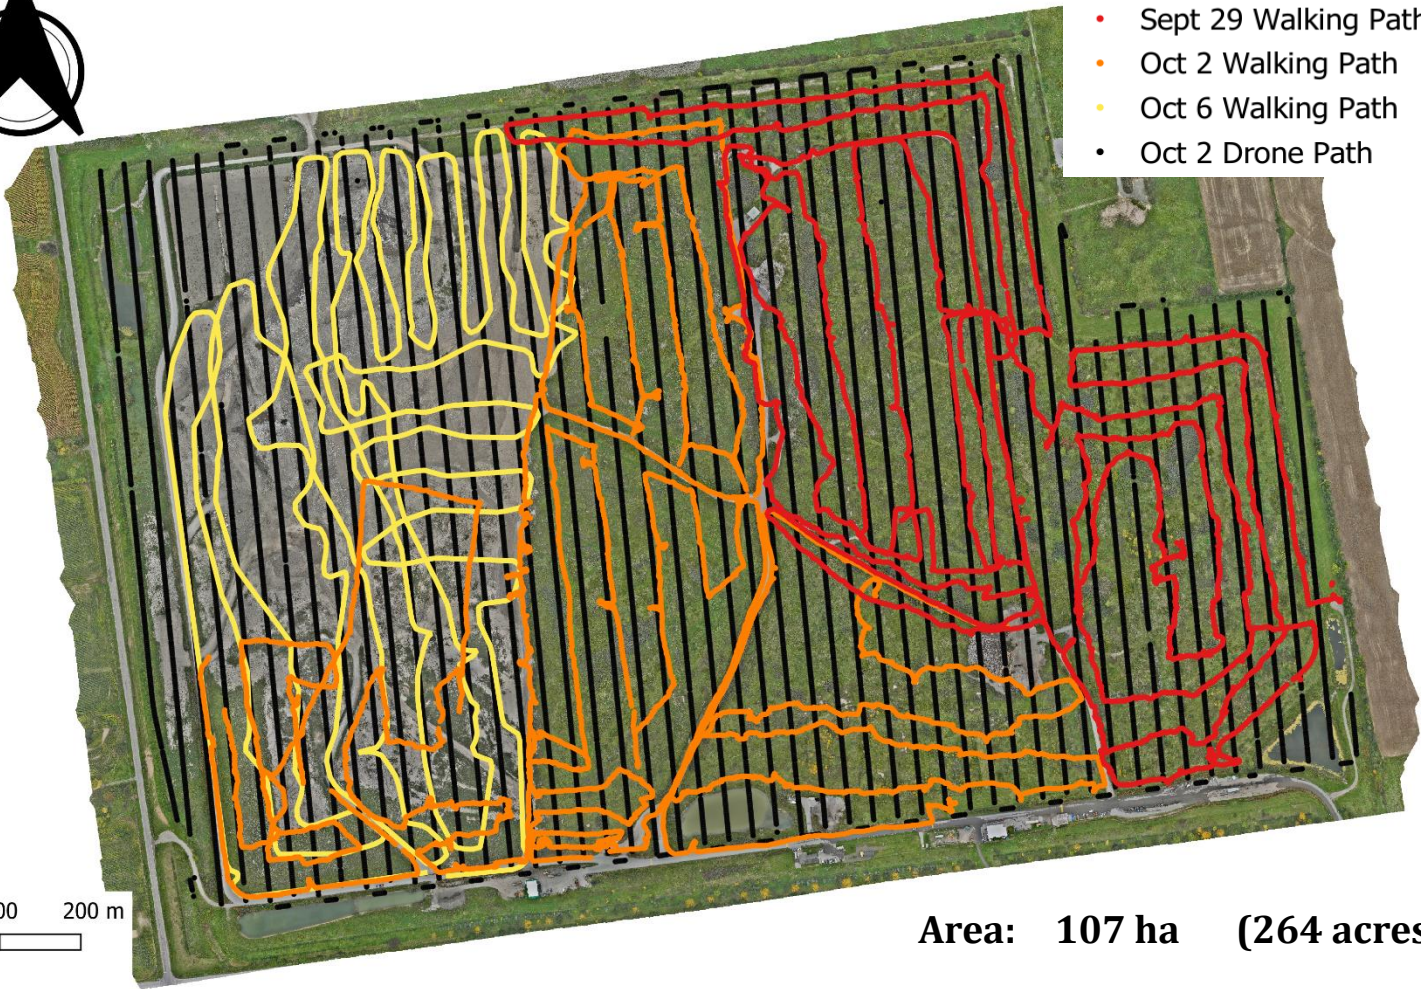 Sept 29 Walking Path
Oct 2 Walking Path
Oct 6 Walking Path
Oct 2 Drone Path
00 200 m
Area: 107 ha (264 acres